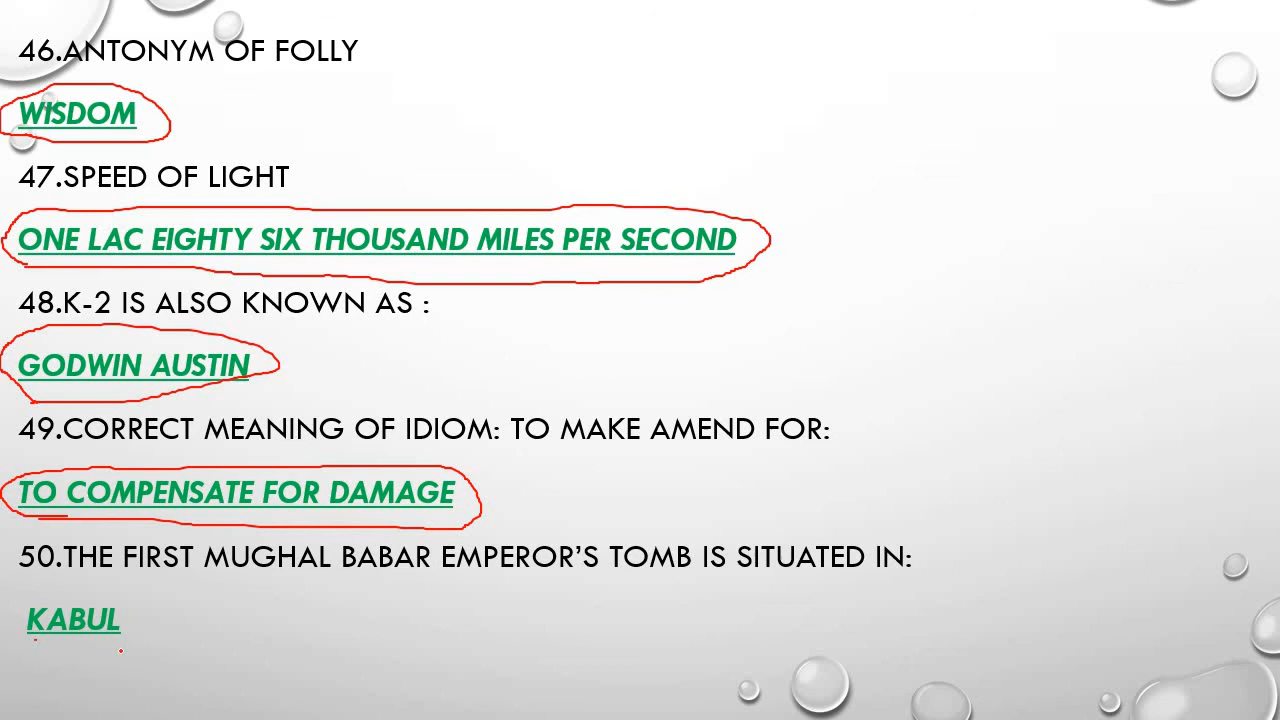 46.ANTONYM OF FOLLY
WISDOM
47.SPEED OF LIGHT
ONE LAC EIGHTY SIX THOUSAND MILES PER SECOND
48.K-2 IS ALSO KNOWN AS :
GODWIN AUSTIN
49.CORRECT MEANING OF IDIOM: TO MAKE AMEND FOR:
TO COMPENSATE FOR DAMAGE
50.THE FIRST MUGHAL BABAR EMPEROR’S TOMB IS SITUATED IN:
KABUL